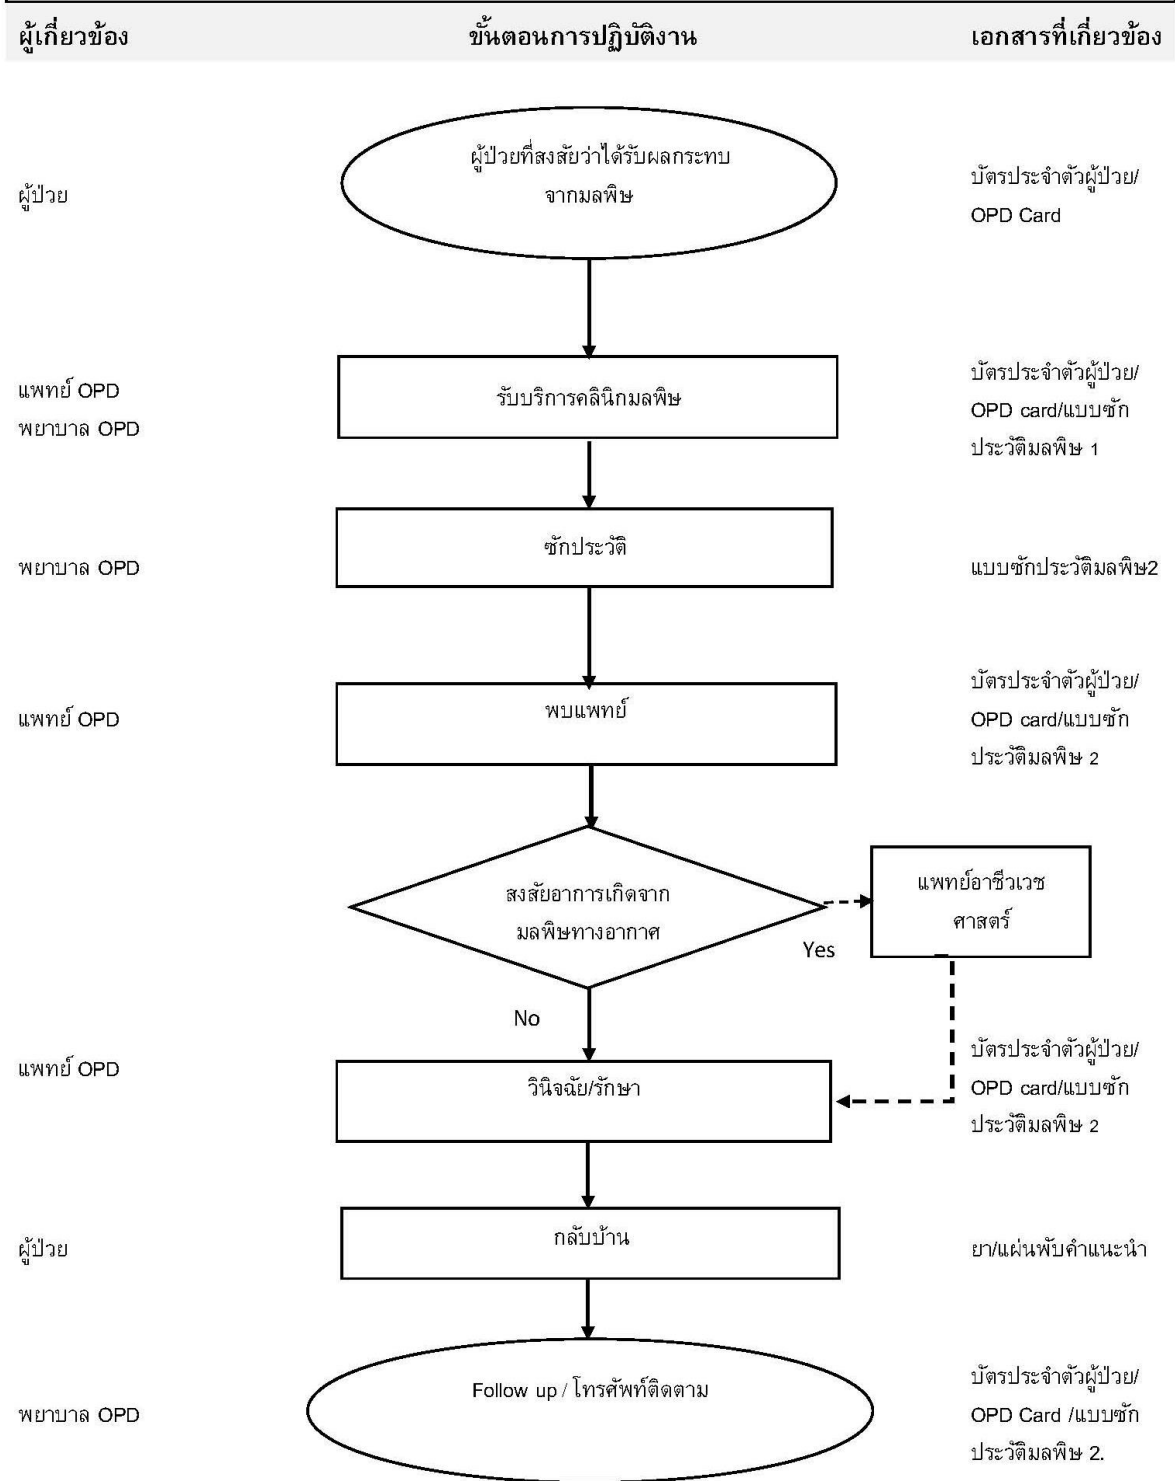 ผู้เกี่ยวข้อง ขั้นตอนการปฏิบัติงาน เอกสารที่เกี่ยวข้อง
ผู้ป่วยที่สงสัยว่าได้รับผลกระทบ
จากมลพิษ
ผู้ป่วย
บัตรประจำตัวผู้ป่วย/
OPD Card
แพทย์ OPD
พยาบาล OPD
รับบริการคลินิกมลพิษ
บัตรประจำตัวผู้ป่วย/
OPD card/แบบซัก
ประวัติมลพิษ 1
พยาบาล OPD
ซักประวัติ
แบบซักประวัติมลพิษ2
แพทย์ OPD
พบแพทย์
บัตรประจำตัวผู้ป่วย/
OPD card/แบบซัก
ประวัติมลพิษ 2
สงสัยอาการเกิดจาก
มลพิษทางอากาศ
Yes
แพทย์อาชีวเวช
ศาสตร์
No
แพทย์ OPD
วินิจฉัย/รักษา
บัตรประจำตัวผู้ป่วย/
OPD card/แบบซัก
ประวัติมลพิษ 2
ผู้ป่วย
กลับบ้าน
ยา/แผ่นพับคำแนะนำ
พยาบาล OPD
Follow up / โทรศัพท์ติดตาม
บัตรประจำตัวผู้ป่วย/
OPD Card /แบบซัก
ประวัติมลพิษ 2.